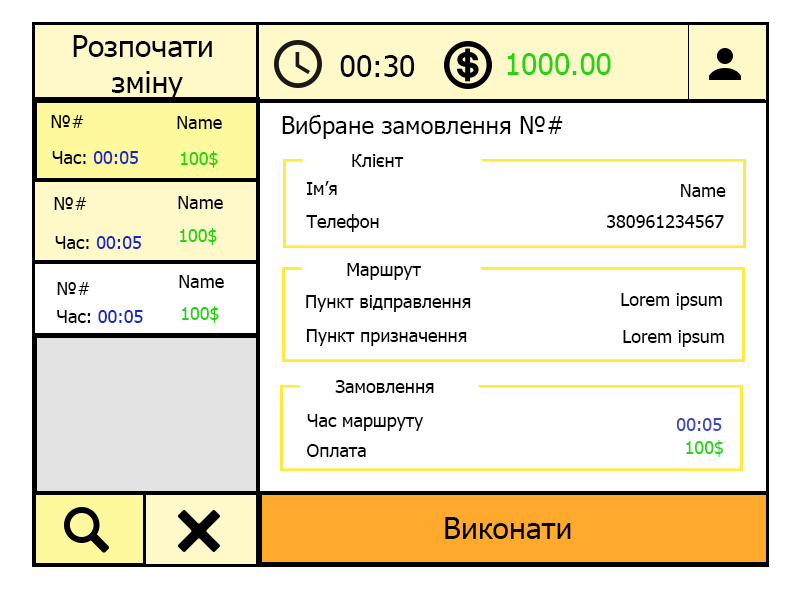 Розпочати
зміну
00:30
1000.00
№# Name
Час: 00:05 100$
№# Name
Час: 00:05 100$
№# Name
Час: 00:05 100$
Вибране замовлення №#
Клієнт
Ім’я Name
Телефон 380961234567
Маршрут
Пункт відправлення Lorem ipsum
Пункт призначення Lorem ipsum
Замовлення
Час маршруту 00:05
Оплата 100$
Виконати